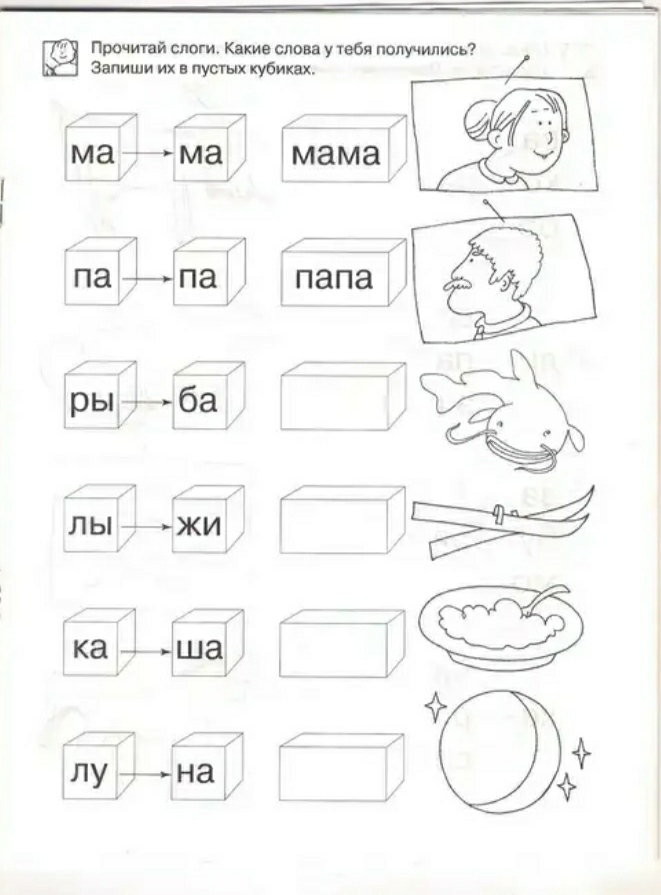 Прочитай слоги. Какие слова у тебя получились?
Запиши их в пустых кубиках.
ма ма мама
па па папа
ры ба
лы жи
ка ша
лу на